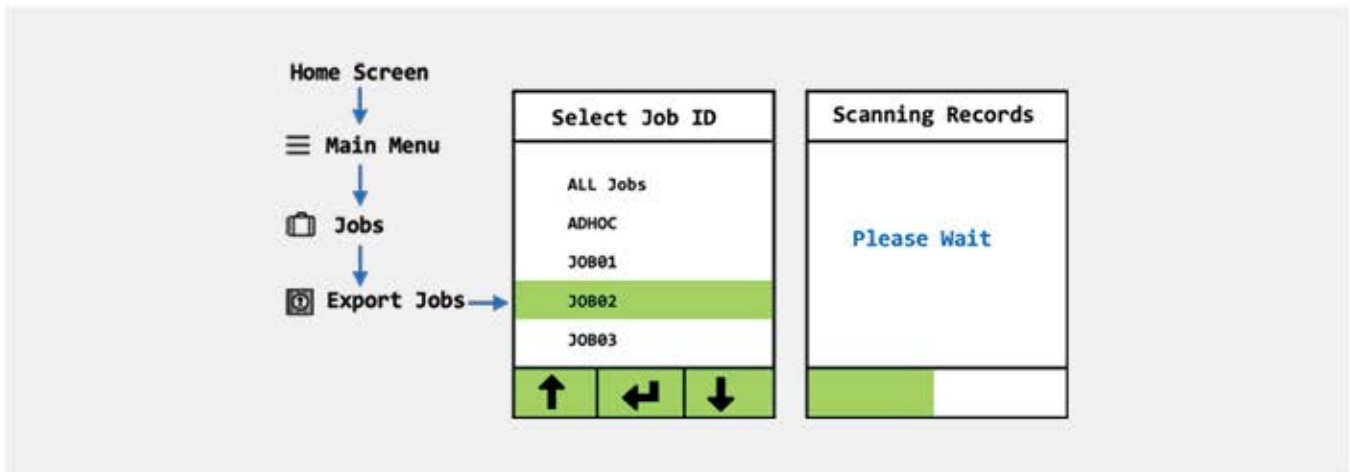 Home Screen
Main Menu
Jobs
Export Jobs
Select Job ID
ALL Jobs
ADHOC
JOB01
JOB02
JOB03
Scanning Records
Please Wait